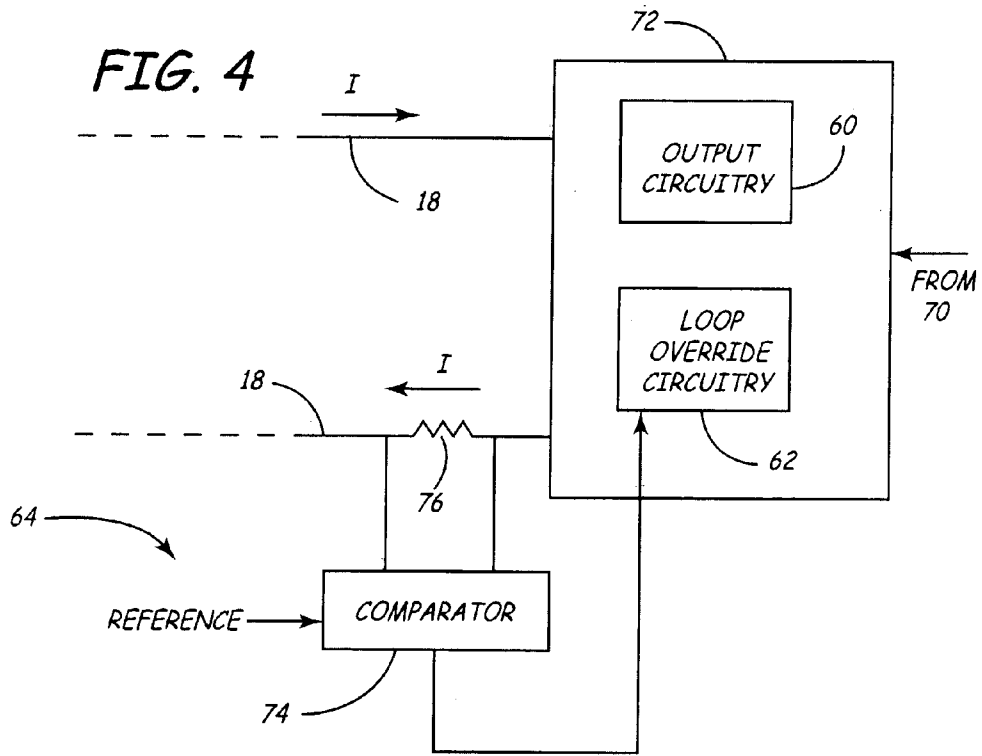 FIG. 4
72
I
18
OUTPUT
CIRCUITRY
60
FROM
70
LOOP
OVERRIDE
CIRCUITRY
62
I
18
76
64
REFERENCE
COMPARATOR
74